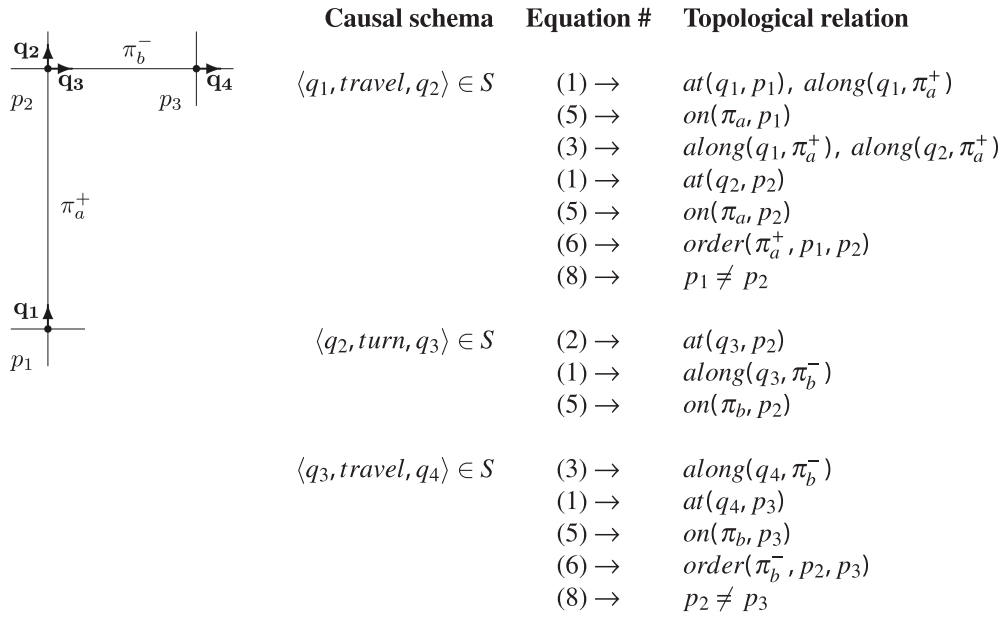 Causal schema Equation # Topological relation
q₂ π_b⁻
q₃ q₄
p₂ p₃
π_a⁺
q₁
p₁
⟨q₁, travel, q₂⟩ ∈ S (1) → at(q₁, p₁), along(q₁, π_a⁺)
(5) → on(π_a, p₁)
(3) → along(q₁, π_a⁺), along(q₂, π_a⁺)
(1) → at(q₂, p₂)
(5) → on(π_a, p₂)
(6) → order(π_a⁺, p₁, p₂)
(8) → p₁ ≠ p₂
⟨q₂, turn, q₃⟩ ∈ S (2) → at(q₃, p₂)
(1) → along(q₃, π_b⁻)
(5) → on(π_b, p₂)
⟨q₃, travel, q₄⟩ ∈ S (3) → along(q₄, π_b⁻)
(1) → at(q₄, p₃)
(5) → on(π_b, p₃)
(6) → order(π_b⁻, p₂, p₃)
(8) → p₂ ≠ p₃